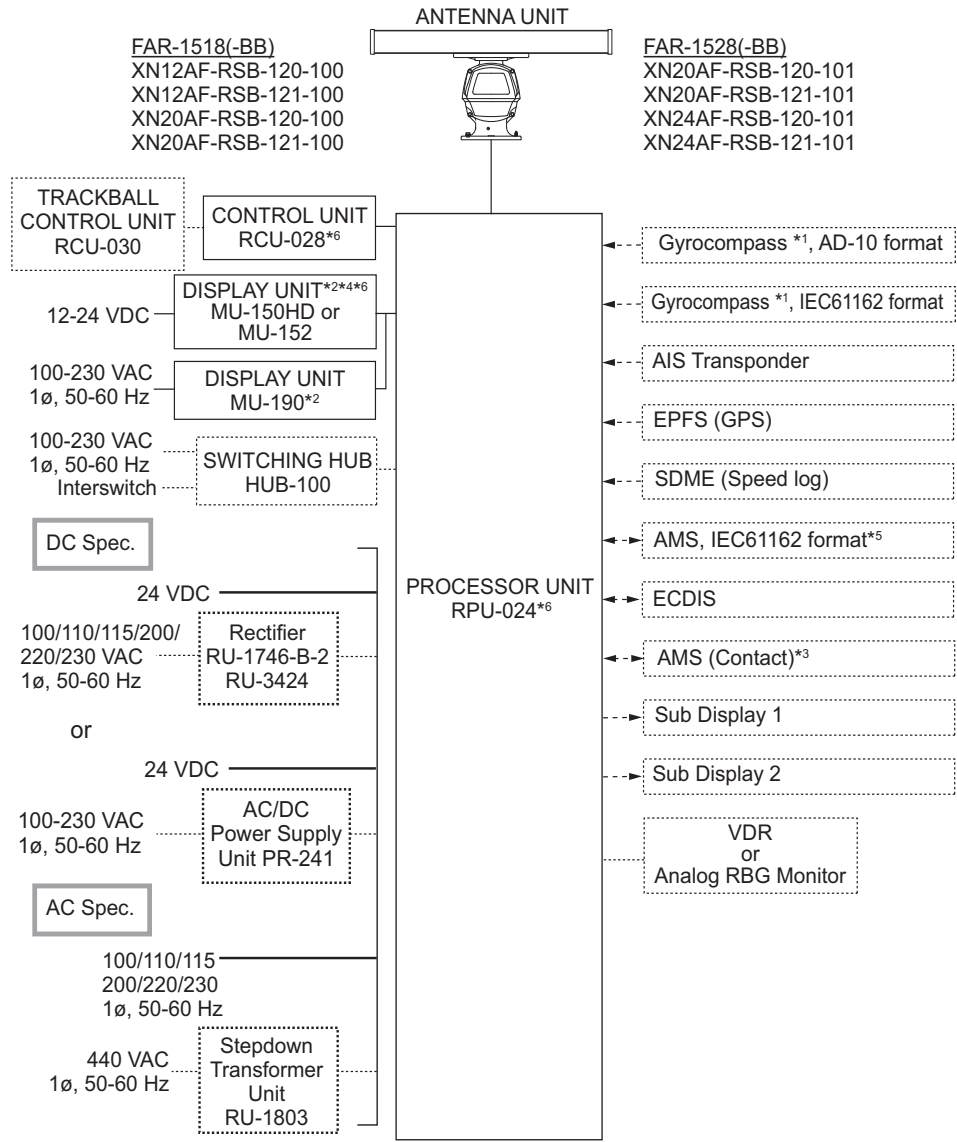 ANTENNA UNIT
FAR-1518(-BB)
XN12AF-RSB-120-100
XN12AF-RSB-121-100
XN20AF-RSB-120-100
XN20AF-RSB-121-100
FAR-1528(-BB)
XN20AF-RSB-120-101
XN20AF-RSB-121-101
XN24AF-RSB-120-101
XN24AF-RSB-121-101
TRACKBALL
CONTROL UNIT
RCU-030
CONTROL UNIT
RCU-028*6
12-24 VDC
DISPLAY UNIT*2*4*6
MU-150HD or
MU-152
100-230 VAC
1ø, 50-60 Hz
DISPLAY UNIT
MU-190*2
100-230 VAC
1ø, 50-60 Hz
Interswitch
SWITCHING HUB
HUB-100
DC Spec.
24 VDC
100/110/115/200/
220/230 VAC
1ø, 50-60 Hz
Rectifier
RU-1746-B-2
RU-3424
or
24 VDC
100-230 VAC
1ø, 50-60 Hz
AC/DC
Power Supply
Unit PR-241
AC Spec.
100/110/115
200/220/230
1ø, 50-60 Hz
440 VAC
1ø, 50-60 Hz
Stepdown
Transformer
Unit
RU-1803
PROCESSOR UNIT
RPU-024*6
Gyrocompass *1, AD-10 format
Gyrocompass *1, IEC61162 format
AIS Transponder
EPFS (GPS)
SDME (Speed log)
AMS, IEC61162 format*5
ECDIS
AMS (Contact)*3
Sub Display 1
Sub Display 2
VDR
or
Analog RBG Monitor